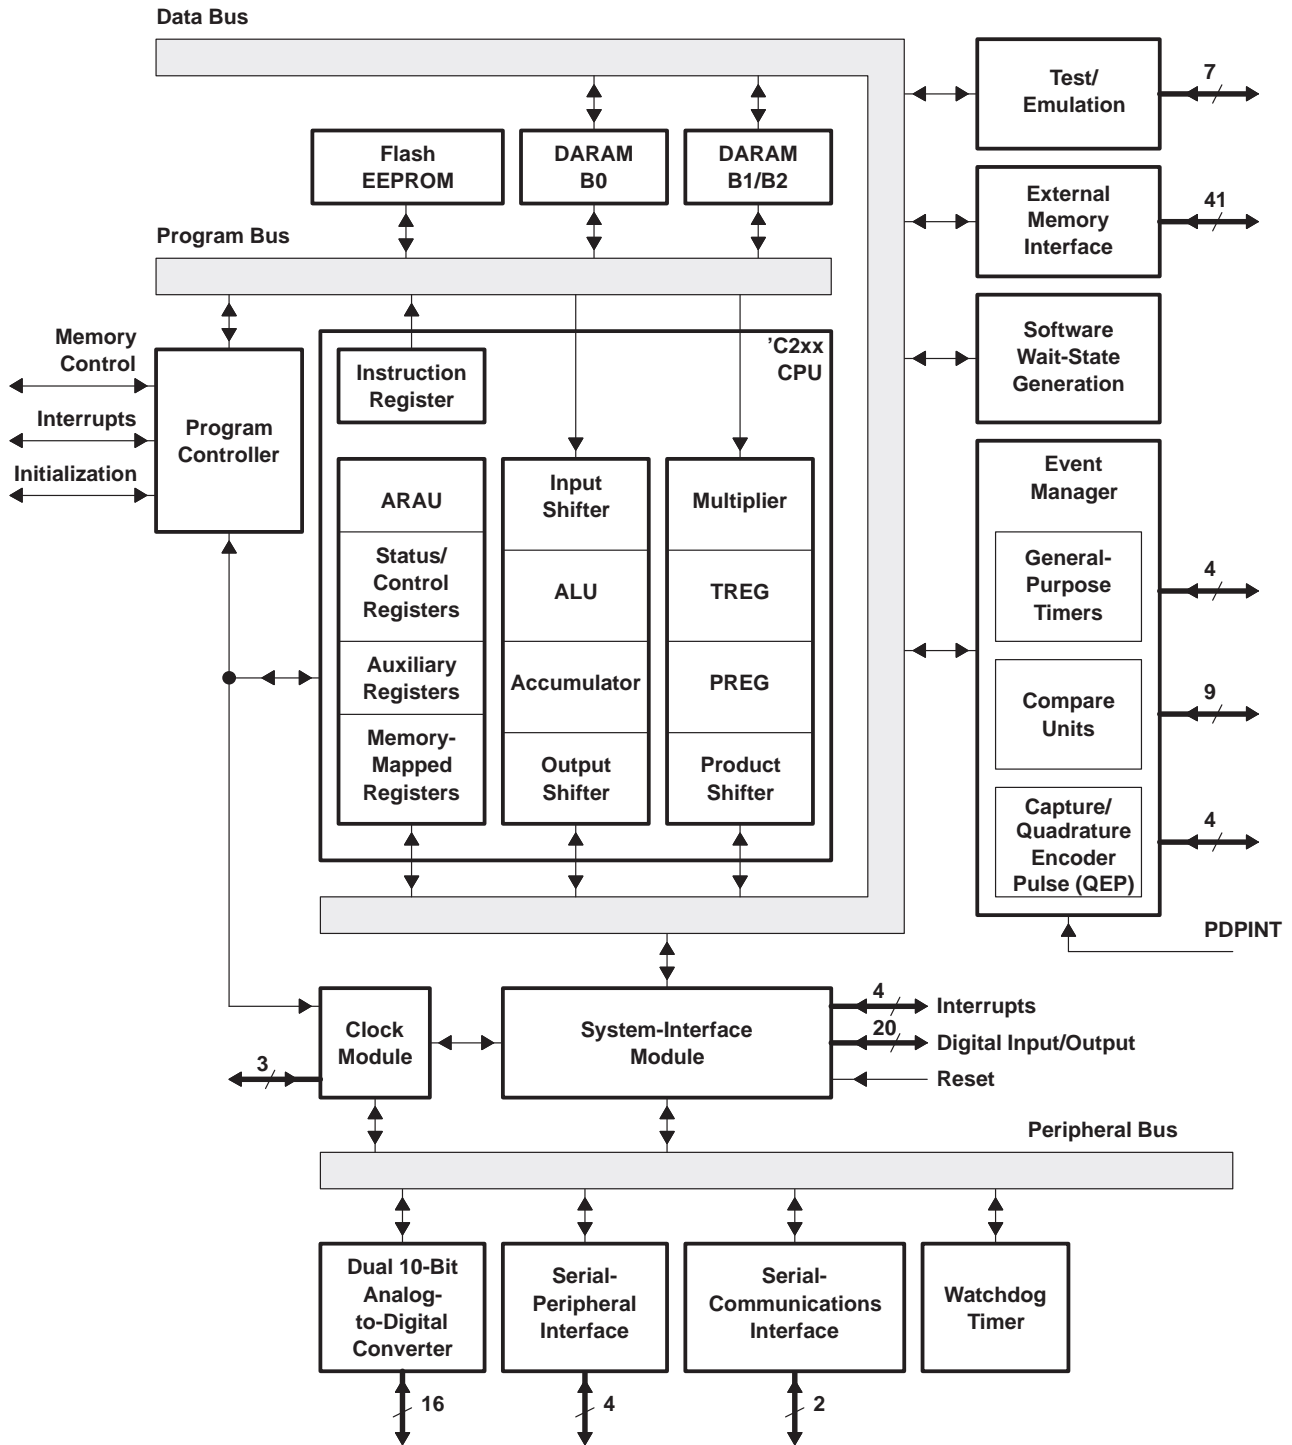 Data Bus
Test/
Emulation
7
Flash
EEPROM
DARAM
B0
DARAM
B1/B2
External
Memory
Interface
41
Program Bus
Software
Wait-State
Generation
Memory
Control
Interrupts
Initialization
Program
Controller
'C2xx
CPU
Instruction
Register
ARAU
Status/
Control
Registers
Auxiliary
Registers
Memory-
Mapped
Registers
Input
Shifter
ALU
Accumulator
Output
Shifter
Multiplier
TREG
PREG
Product
Shifter
Event
Manager
General-
Purpose
Timers
4
Compare
Units
9
Capture/
Quadrature
Encoder
Pulse (QEP)
4
PDPINT
Clock
Module
3
System-Interface
Module
4
Interrupts
20
Digital Input/Output
Reset
Peripheral Bus
Dual 10-Bit
Analog-
to-Digital
Converter
16
Serial-
Peripheral
Interface
4
Serial-
Communications
Interface
2
Watchdog
Timer